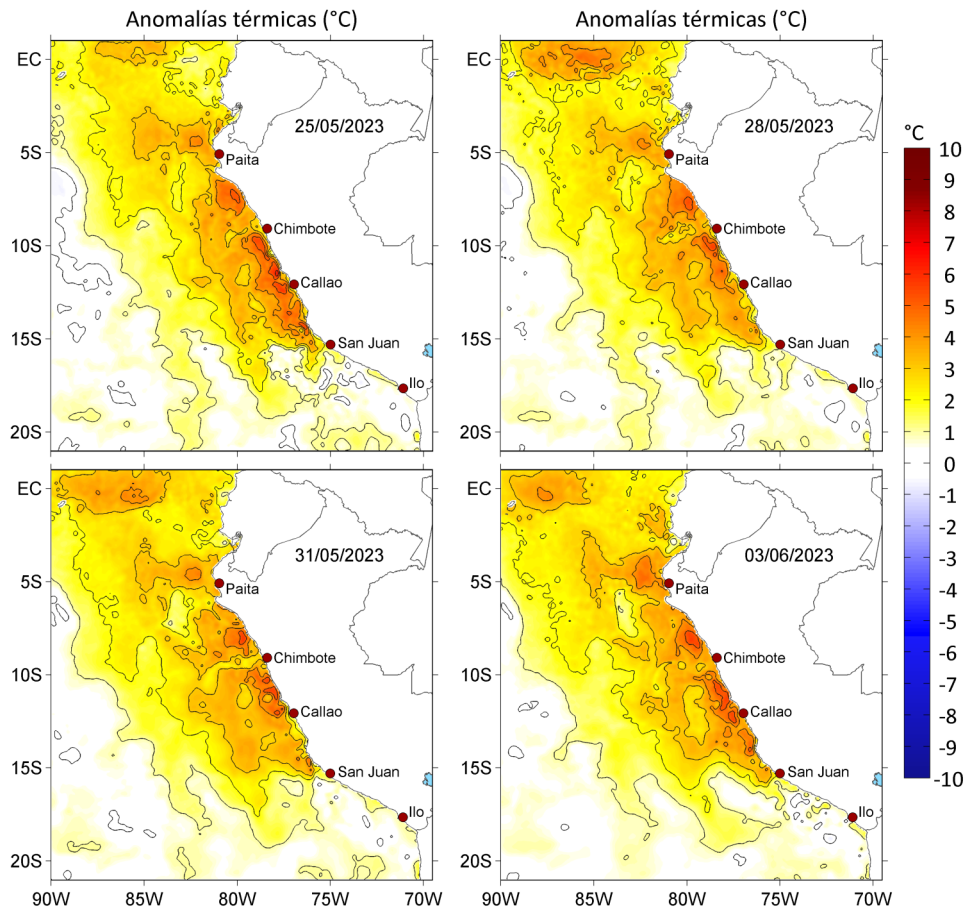 Anomalías térmicas (°C)
Anomalías térmicas (°C)
EC
5S
10S
15S
20S
25/05/2023
Paita
Chimbote
Callao
San Juan
Ilo
EC
5S
10S
15S
20S
28/05/2023
Paita
Chimbote
Callao
San Juan
Ilo
EC
5S
10S
15S
20S
31/05/2023
Paita
Chimbote
Callao
San Juan
Ilo
90W 85W 80W 75W 70W
EC
5S
10S
15S
20S
03/06/2023
Paita
Chimbote
Callao
San Juan
Ilo
90W 85W 80W 75W 70W
°C
10
9
8
7
6
5
4
3
2
1
0
-1
-2
-3
-4
-5
-6
-7
-8
-9
-10